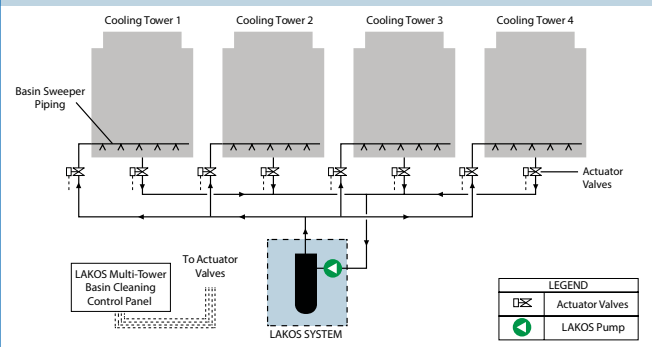 Cooling Tower 1
Cooling Tower 2
Cooling Tower 3
Cooling Tower 4
Basin Sweeper
Piping
Actuator
Valves
To Actuator
Valves
LAKOS Multi-Tower
Basin Cleaning
Control Panel
LAKOS SYSTEM
LEGEND
Actuator Valves
LAKOS Pump